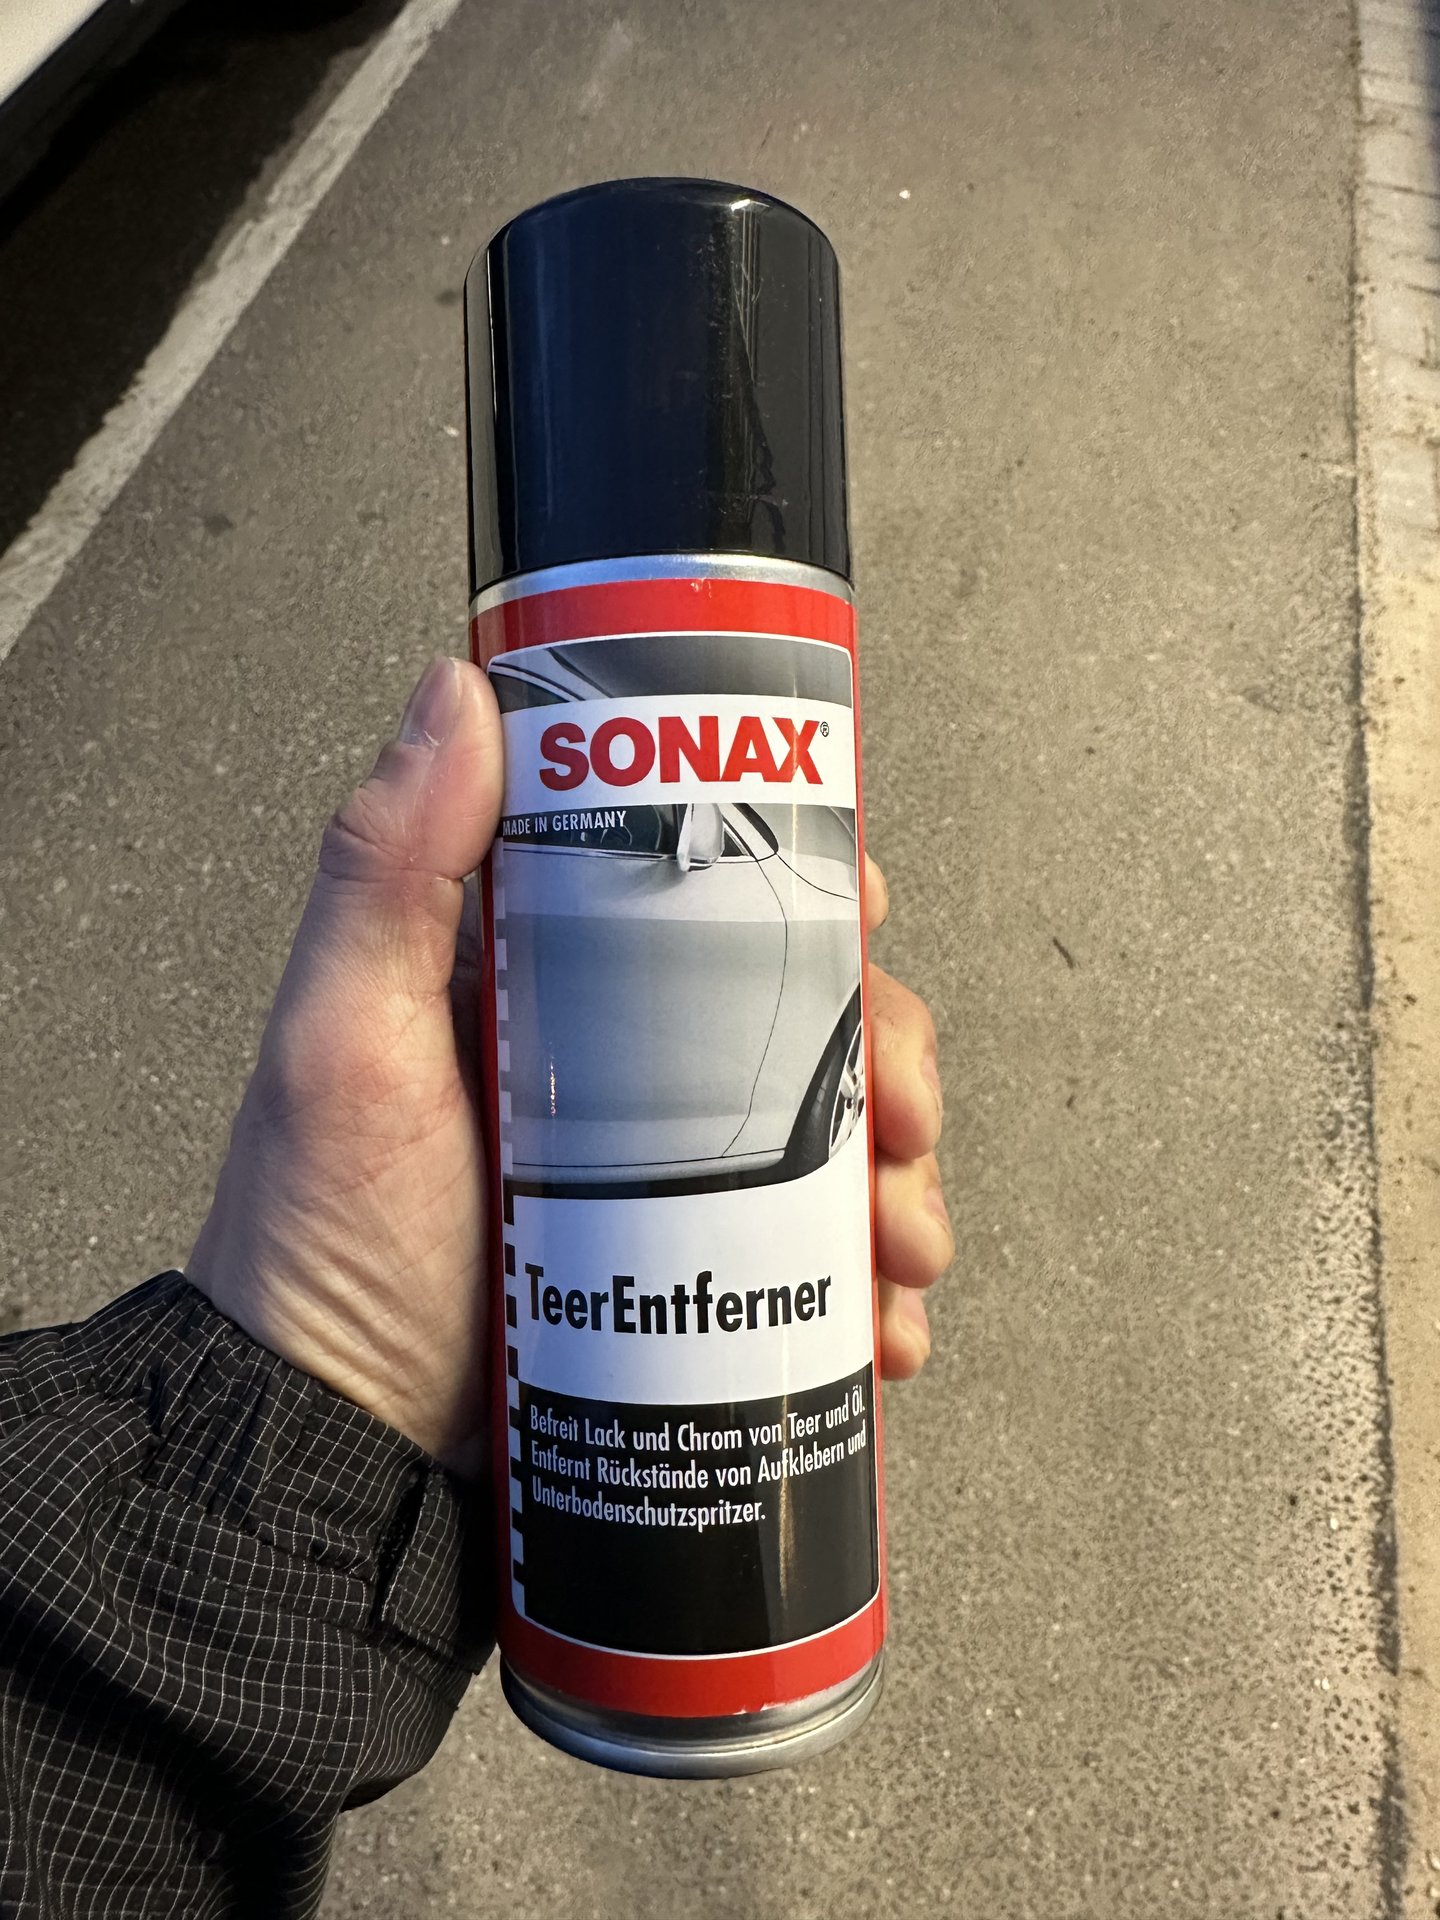 SONAX®
MADE IN GERMANY
TeerEntferner
Befreit Lack und Chrom von Teer und Öl.
Entfernt Rückstände von Aufklebern und
Unterbodenschutzspritzer.